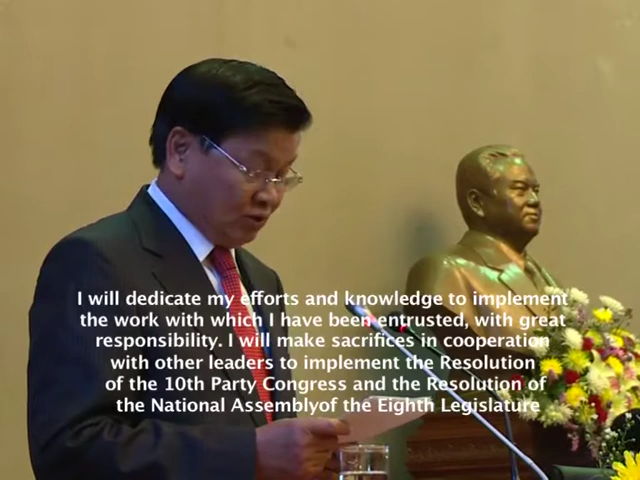 I will dedicate my efforts and knowledge to implement
the work with which I have been entrusted, with great
responsibility. I will make sacrifices in cooperation
with other leaders to implement the Resolution
of the 10th Party Congress and the Resolution of
the National Assemblyof the Eighth Legislature